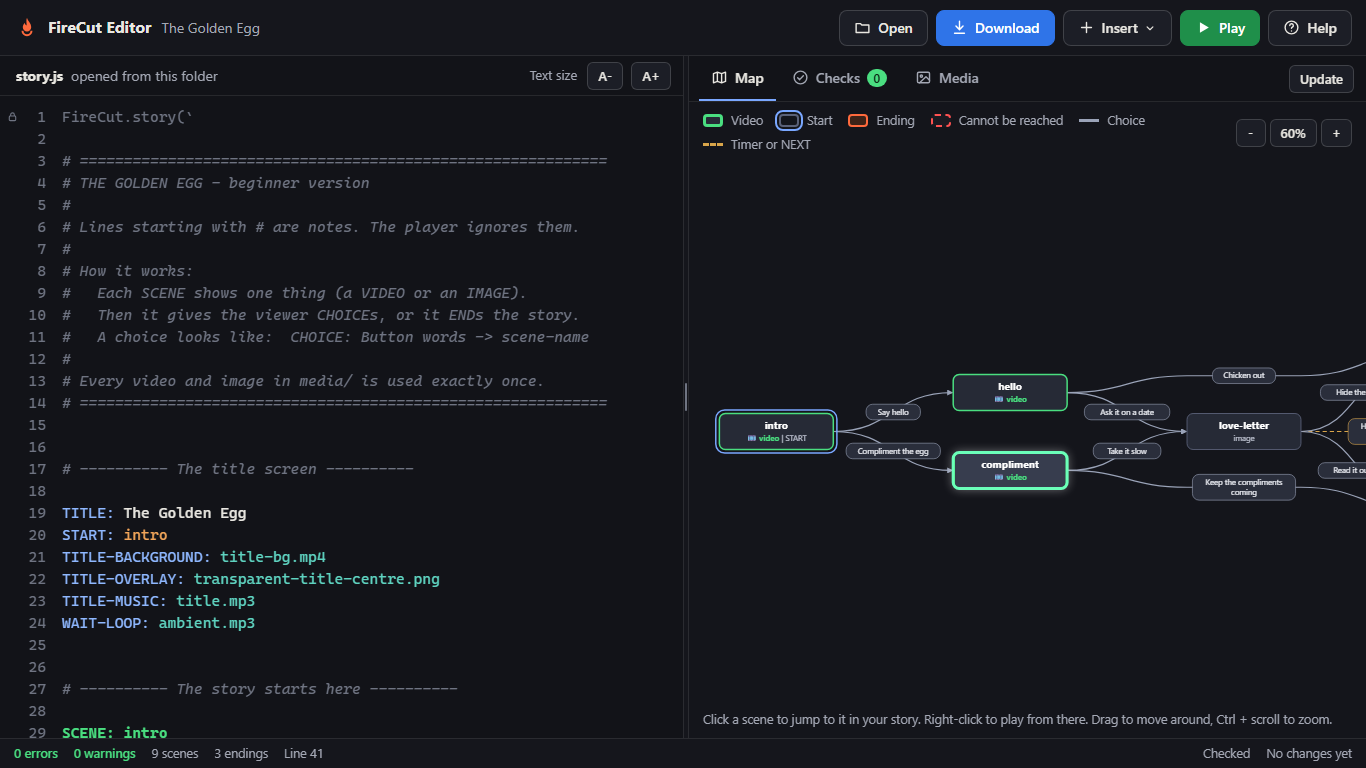 FireCut Editor The Golden Egg
Open Download Insert Play Help
story.js opened from this folder Text size A- A+
1 FireCut.story(`
2
3 # ============================================================
4 # THE GOLDEN EGG — beginner version
5 #
6 # Lines starting with # are notes. The player ignores them.
7 #
8 # How it works:
9 #   Each SCENE shows one thing (a VIDEO or an IMAGE).
10 #   Then it gives the viewer CHOICEs, or it ENDs the story.
11 #   A choice looks like:  CHOICE: Button words -> scene-name
12 #
13 # Every video and image in media/ is used exactly once.
14 # ============================================================
15
16
17 # ---------- The title screen ----------
18
19 TITLE: The Golden Egg
20 START: intro
21 TITLE-BACKGROUND: title-bg.mp4
22 TITLE-OVERLAY: transparent-title-centre.png
23 TITLE-MUSIC: title.mp3
24 WAIT-LOOP: ambient.mp3
25
26
27 # ---------- The story starts here ----------
28
29 SCENE: intro
Map Checks 0 Media Update
Video Start Ending Cannot be reached Choice
Timer or NEXT
- 60% +
Chicken out
hello
video
Hide the
Say hello
Ask it on a date
intro
video | START
love-letter
image
H
Compliment the egg
Take it slow
compliment
video
Read it ou
Keep the compliments
coming
Click a scene to jump to it in your story. Right-click to play from there. Drag to move around, Ctrl + scroll to zoom.
0 errors 0 warnings 9 scenes 3 endings Line 41 Checked No changes yet